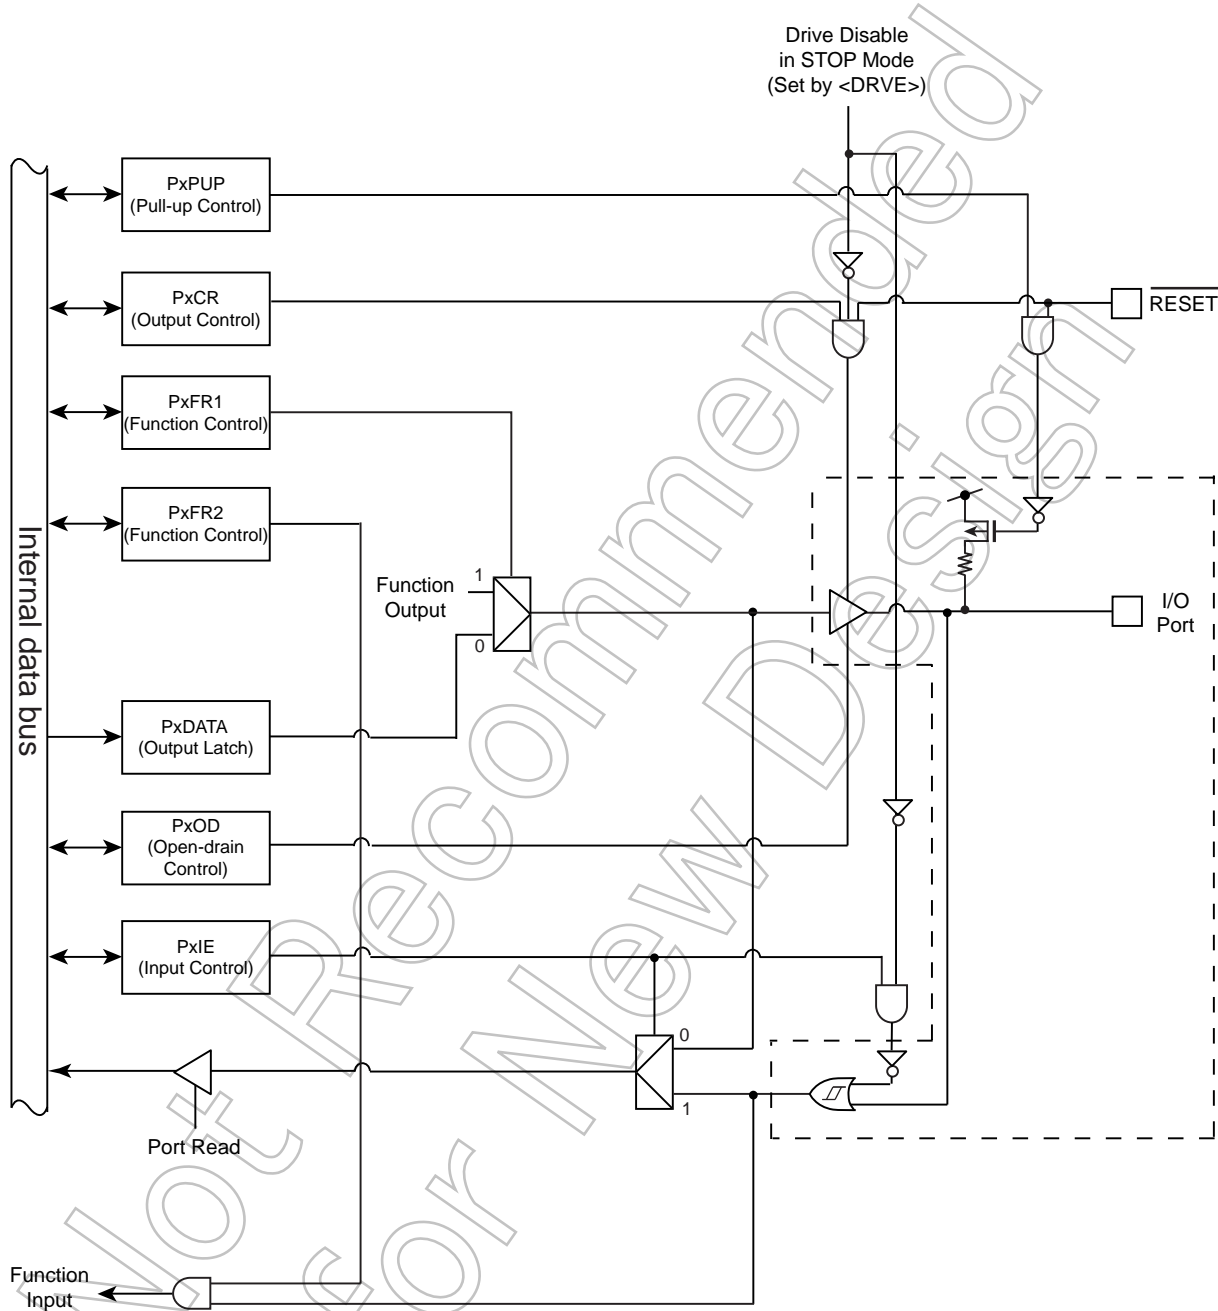 Drive Disable
in STOP Mode
(Set by <DRVE>)
PxPUP
(Pull-up Control)
PxCR
(Output Control)
RESET
PxFR1
(Function Control)
PxFR2
(Function Control)
Internal data bus
Function
Output
1
0
I/O
Port
PxDATA
(Output Latch)
PxOD
(Open-drain
Control)
PxIE
(Input Control)
0
1
Port Read
Function
Input
Not Recommended
for New Design